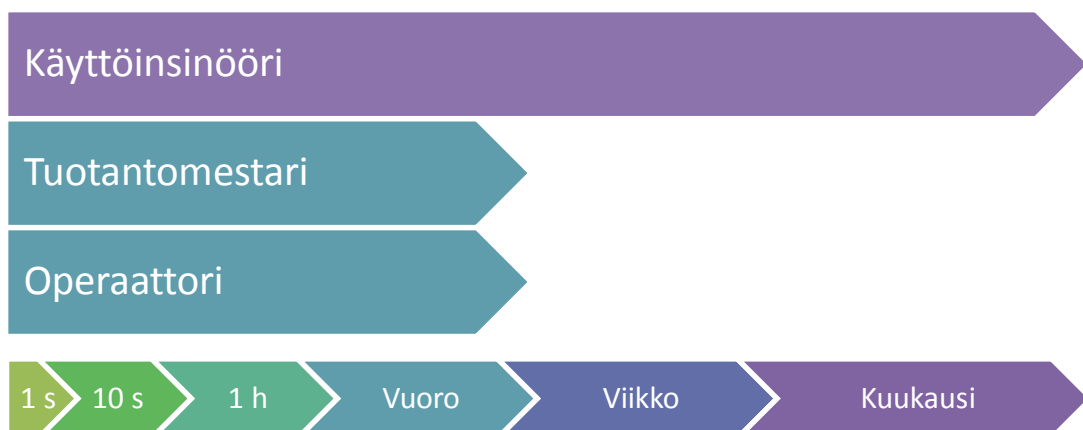 Käyttöinsinööri
Tuotantomestari
Operaattori
1 s 10 s 1 h Vuoro Viikko Kuukausi